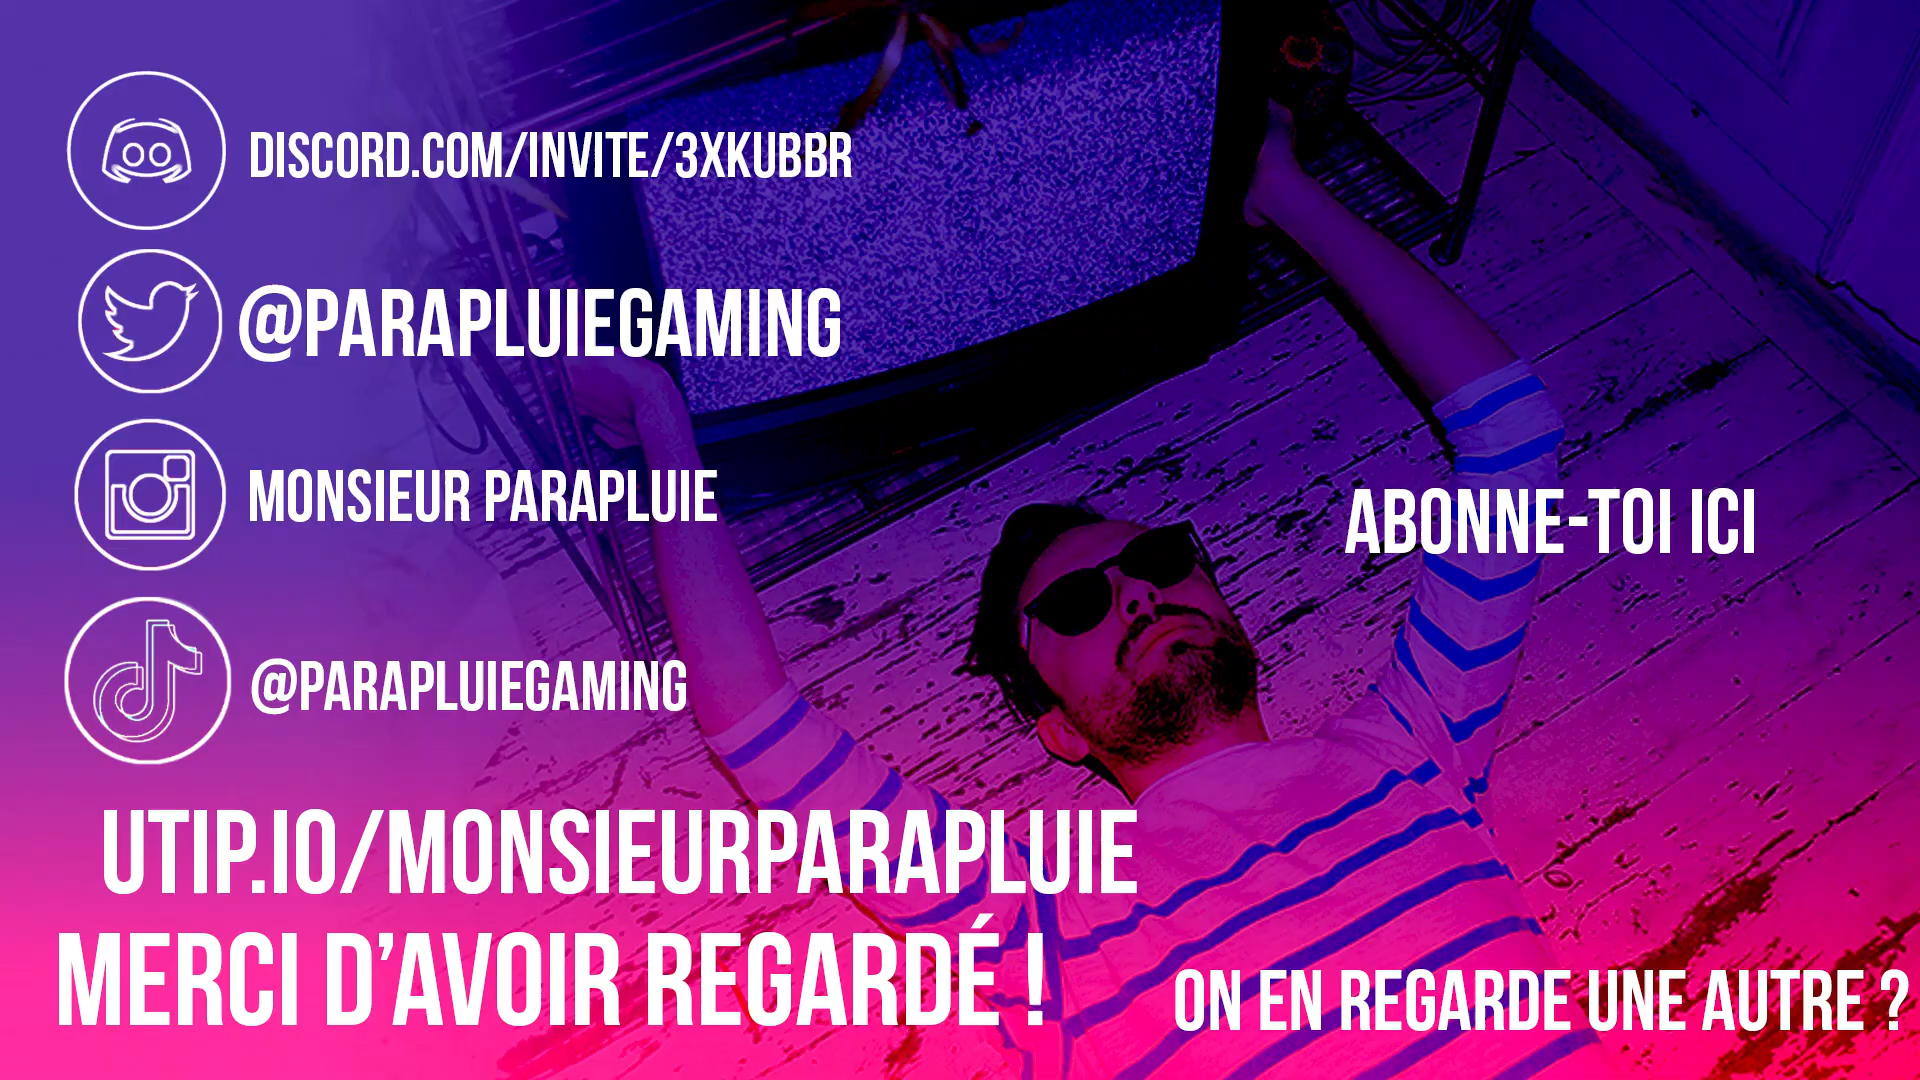 DISCORD.COM/INVITE/3XKUBBR
@PARAPLUIEGAMING
MONSIEUR PARAPLUIE
@PARAPLUIEGAMING
ABONNE-TOI ICI
UTIP.IO/MONSIEURPARAPLUIE
MERCI D’AVOIR REGARDÉ !
ON EN REGARDE UNE AUTRE ?